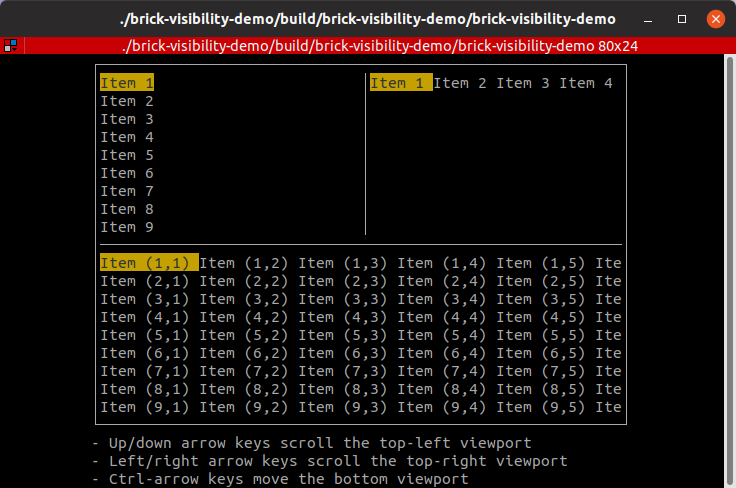 ./brick-visibility-demo/build/brick-visibility-demo/brick-visibility-demo
./brick-visibility-demo/build/brick-visibility-demo/brick-visibility-demo 80x24
Item 1
Item 2
Item 3
Item 4
Item 5
Item 6
Item 7
Item 8
Item 9
Item 1 Item 2 Item 3 Item 4
Item (1,1) Item (1,2) Item (1,3) Item (1,4) Item (1,5) Ite
Item (2,1) Item (2,2) Item (2,3) Item (2,4) Item (2,5) Ite
Item (3,1) Item (3,2) Item (3,3) Item (3,4) Item (3,5) Ite
Item (4,1) Item (4,2) Item (4,3) Item (4,4) Item (4,5) Ite
Item (5,1) Item (5,2) Item (5,3) Item (5,4) Item (5,5) Ite
Item (6,1) Item (6,2) Item (6,3) Item (6,4) Item (6,5) Ite
Item (7,1) Item (7,2) Item (7,3) Item (7,4) Item (7,5) Ite
Item (8,1) Item (8,2) Item (8,3) Item (8,4) Item (8,5) Ite
Item (9,1) Item (9,2) Item (9,3) Item (9,4) Item (9,5) Ite
- Up/down arrow keys scroll the top-left viewport
- Left/right arrow keys scroll the top-right viewport
- Ctrl-arrow keys move the bottom viewport